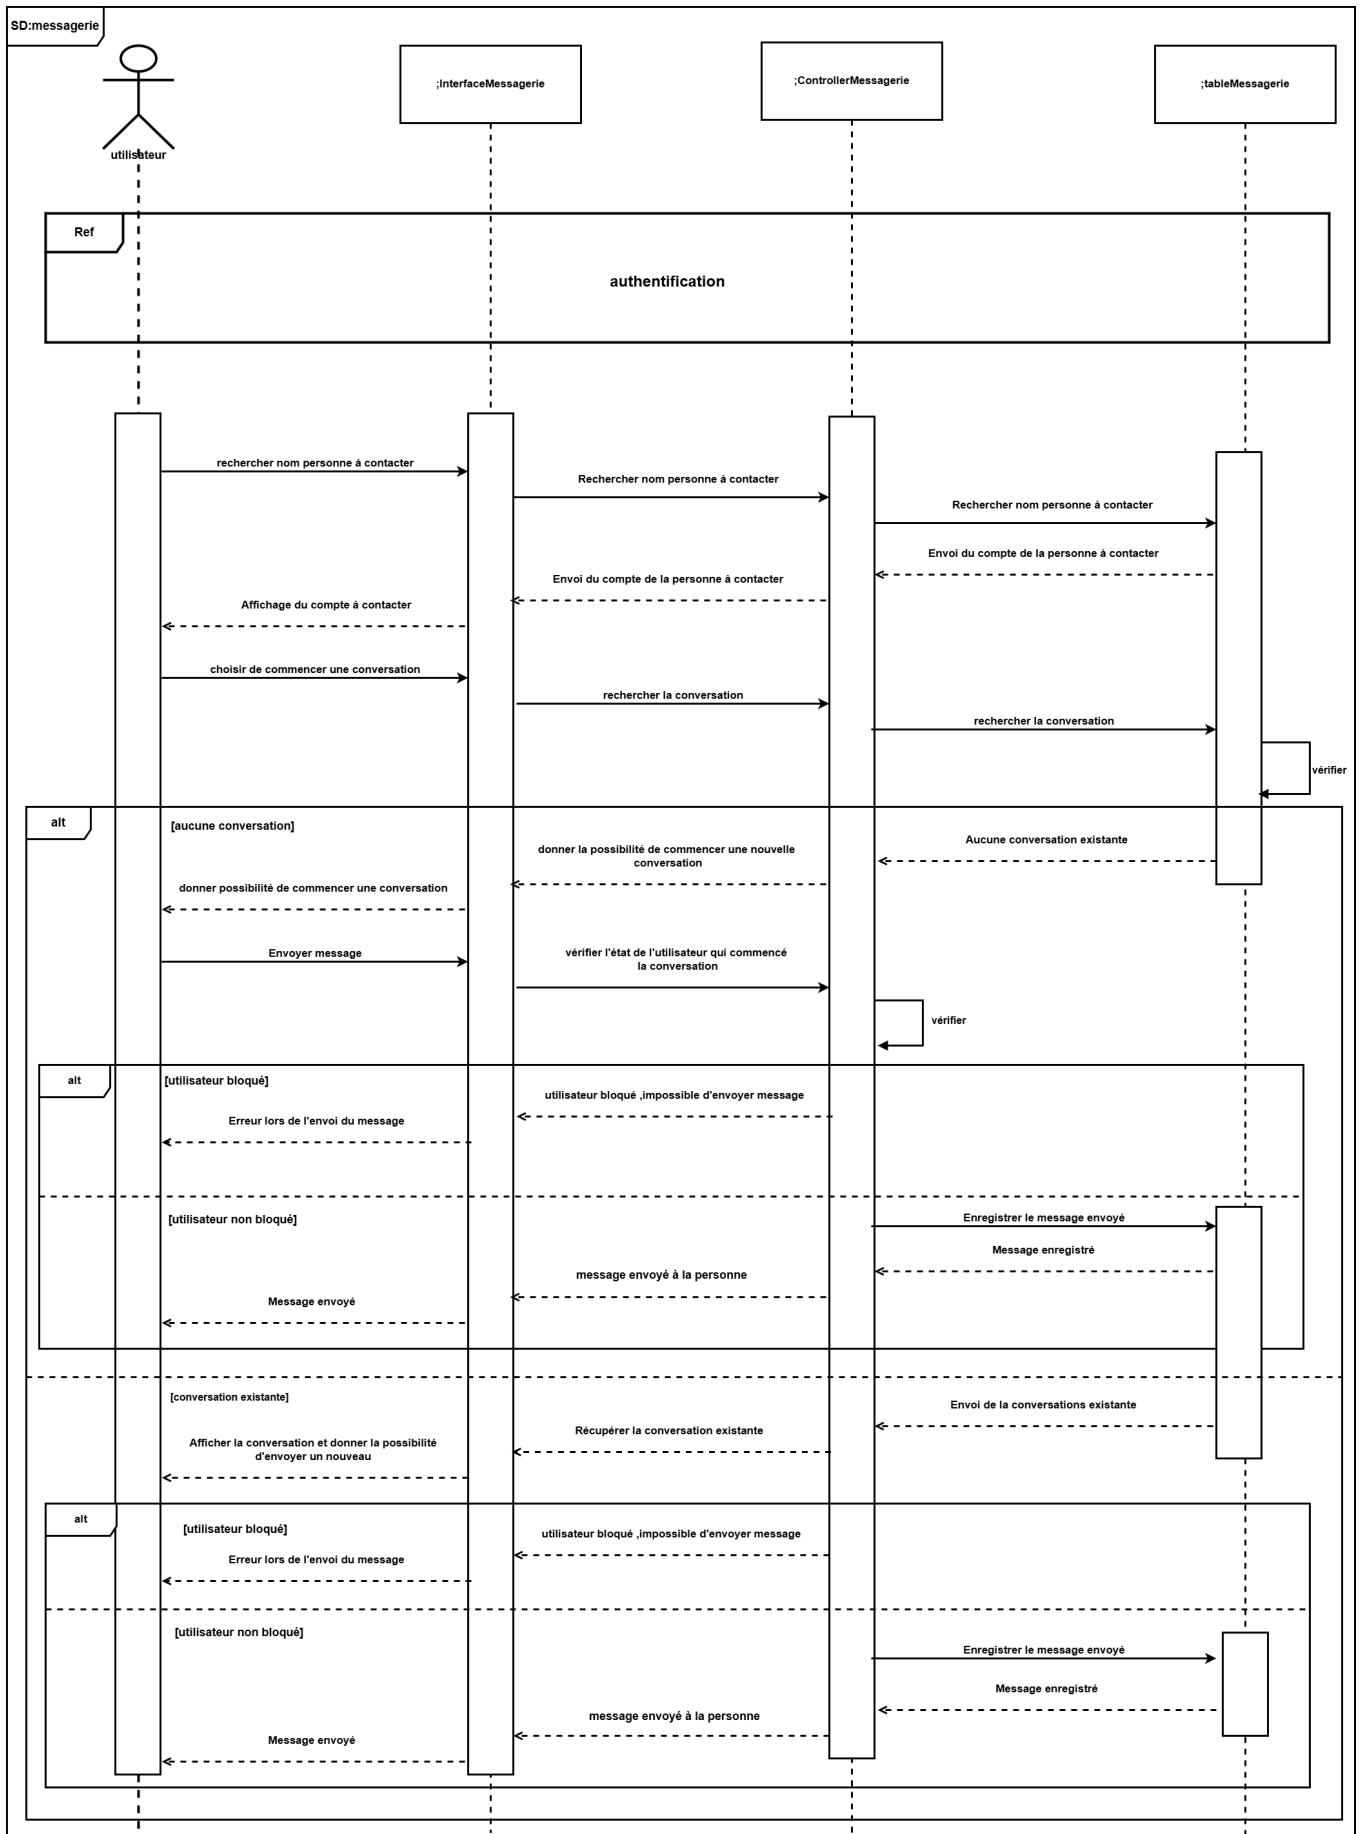 SD:messagerie
utilisateur
;InterfaceMessagerie
;ControllerMessagerie
;tableMessagerie
Ref
authentification
rechercher nom personne à contacter
Rechercher nom personne à contacter
Rechercher nom personne à contacter
Envoi du compte de la personne à contacter
Envoi du compte de la personne à contacter
Affichage du compte à contacter
choisir de commencer une conversation
rechercher la conversation
rechercher la conversation
vérifier
alt
[aucune conversation]
Aucune conversation existante
donner la possibilité de commencer une nouvelle
conversation
donner possibilité de commencer une conversation
Envoyer message
vérifier l'état de l'utilisateur qui commencé
la conversation
vérifier
alt
[utilisateur bloqué]
utilisateur bloqué ,impossible d'envoyer message
Erreur lors de l'envoi du message
[utilisateur non bloqué]
Enregistrer le message envoyé
Message enregistré
message envoyé à la personne
Message envoyé
[conversation existante]
Envoi de la conversations existante
Récupérer la conversation existante
Afficher la conversation et donner la possibilité
d'envoyer un nouveau
alt
[utilisateur bloqué]
utilisateur bloqué ,impossible d'envoyer message
Erreur lors de l'envoi du message
[utilisateur non bloqué]
Enregistrer le message envoyé
Message enregistré
message envoyé à la personne
Message envoyé